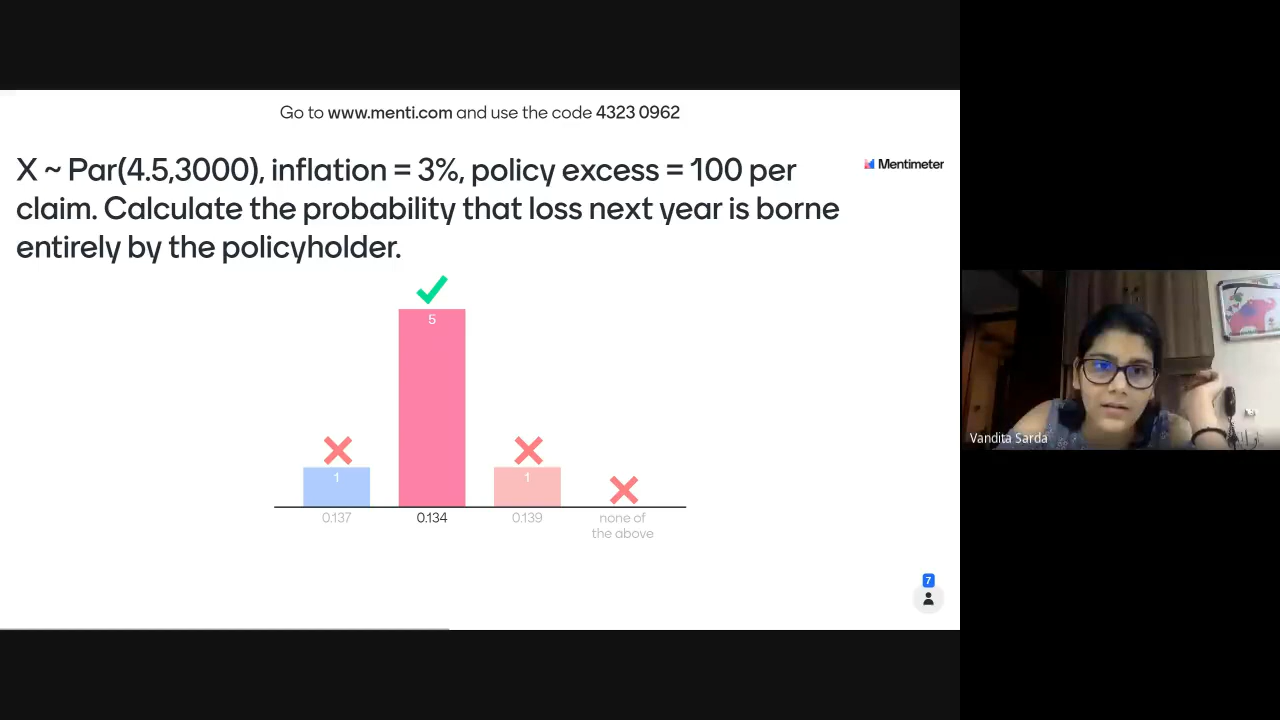 Go to www.menti.com and use the code 4323 0962
X ~ Par(4.5,3000), inflation = 3%, policy excess = 100 per
claim. Calculate the probability that loss next year is borne
entirely by the policyholder.
Mentimeter
5
1
1
0.137
0.134
0.139
none of
the above
7
Vandita Sarda